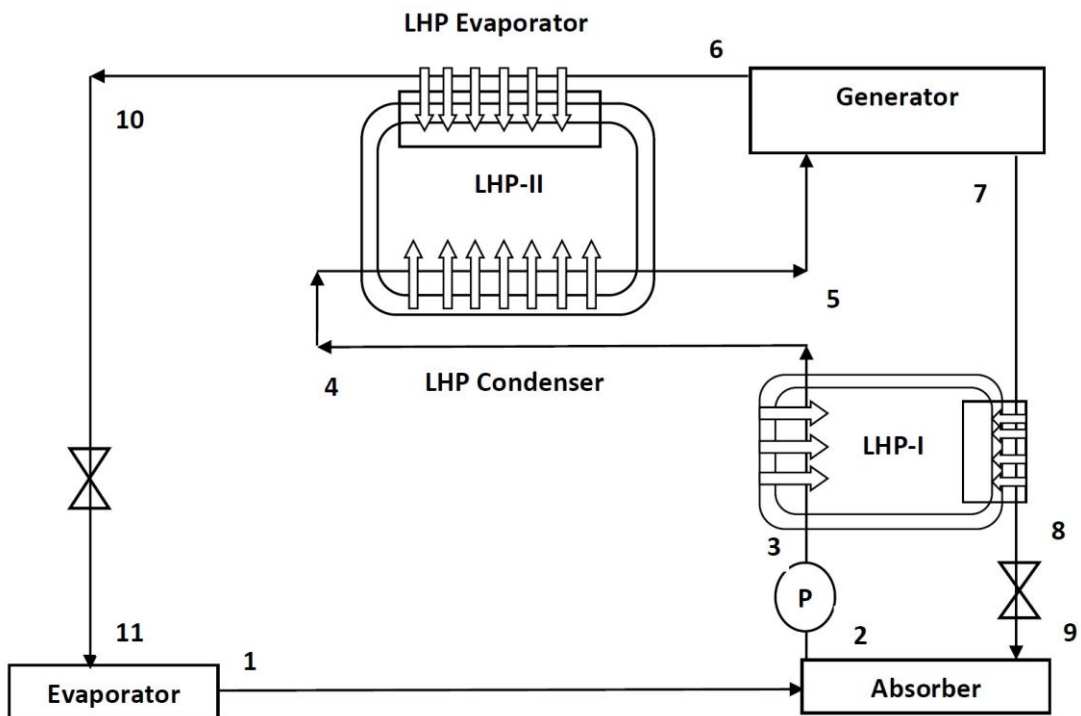 LHP Evaporator
6
Generator
10
LHP-II
7
5
4
LHP Condenser
LHP-I
3
8
P
11
2
9
1
Evaporator
Absorber